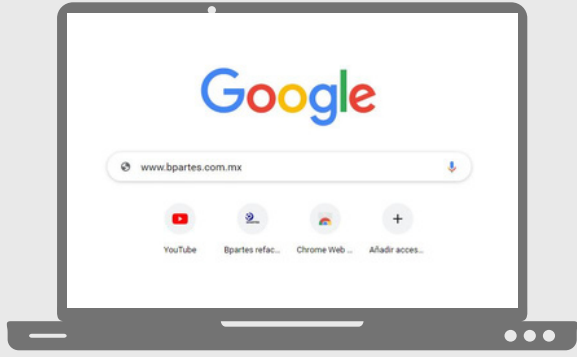 Google
www.bpartes.com.mx
YouTube
Bpartes refac...
Chrome Web ...
Añadir acces...